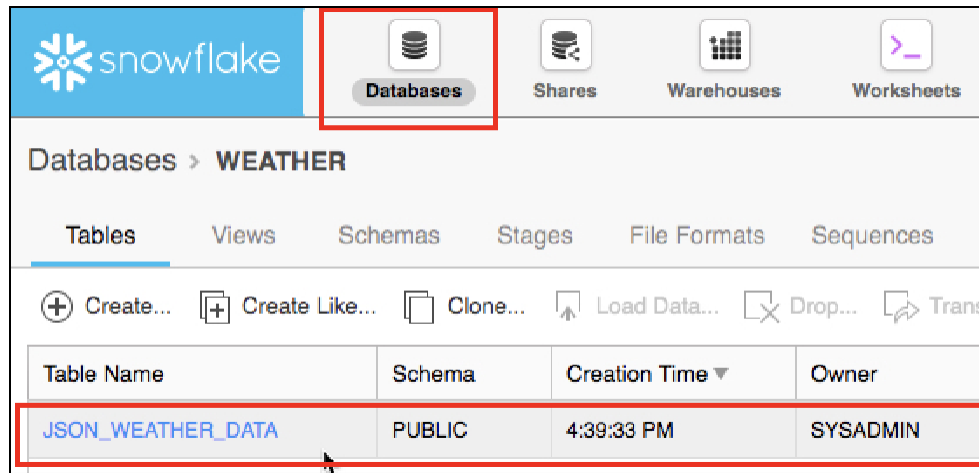 snowflake
Databases Shares Warehouses Worksheets
Databases > WEATHER
Tables Views Schemas Stages File Formats Sequences
Create... Create Like... Clone... Load Data... Drop... Trans
Table Name Schema Creation Time Owner
JSON_WEATHER_DATA PUBLIC 4:39:33 PM SYSADMIN